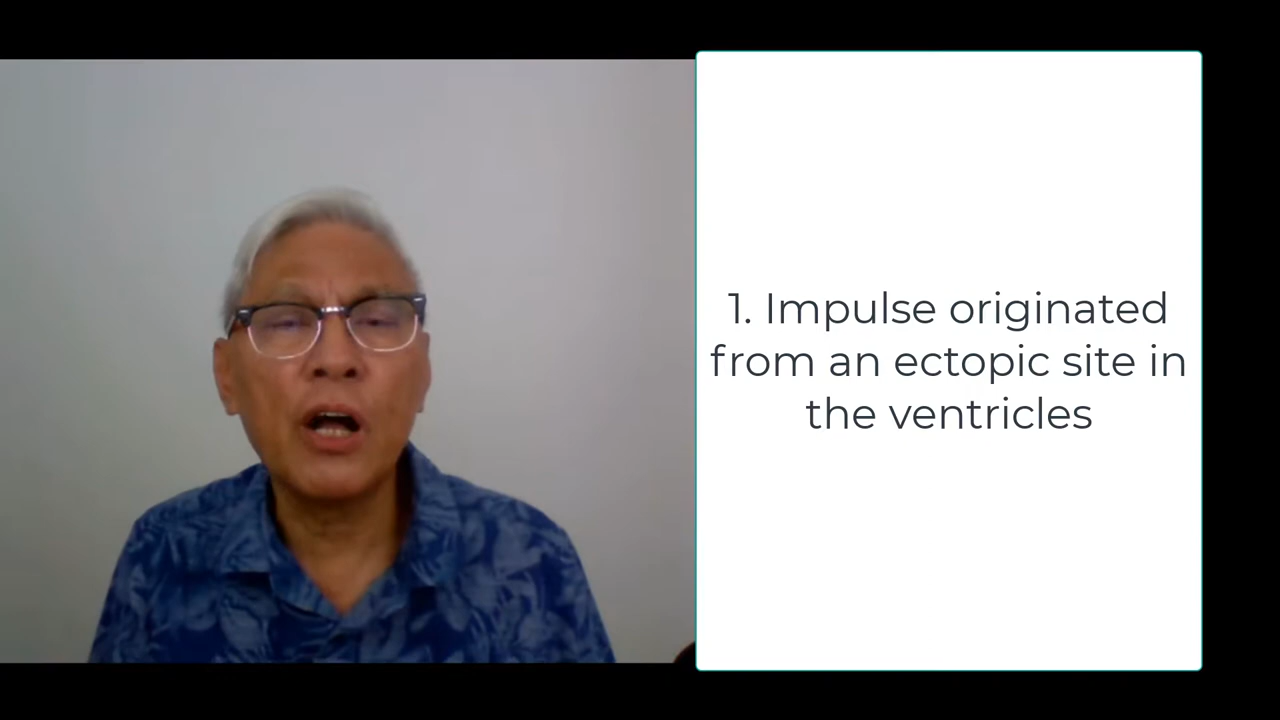 1. Impulse originated
from an ectopic site in
the ventricles